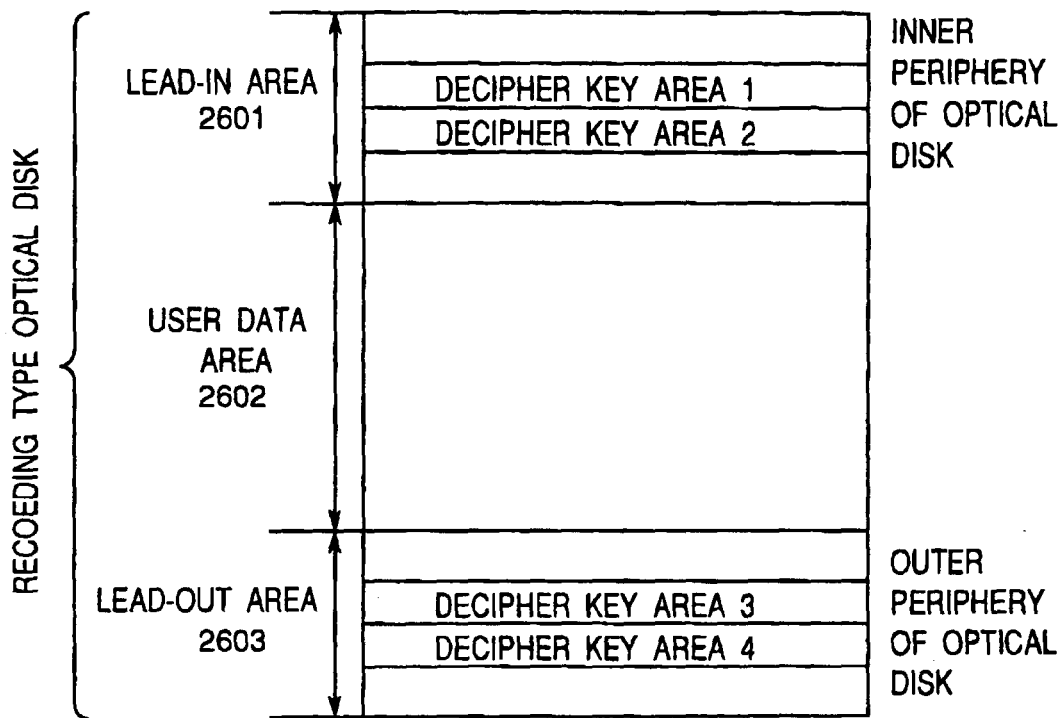 RECOEDING TYPE OPTICAL DISK
LEAD-IN AREA
2601
DECIPHER KEY AREA 1
DECIPHER KEY AREA 2
INNER
PERIPHERY
OF OPTICAL
DISK
USER DATA
AREA
2602
LEAD-OUT AREA
2603
DECIPHER KEY AREA 3
DECIPHER KEY AREA 4
OUTER
PERIPHERY
OF OPTICAL
DISK